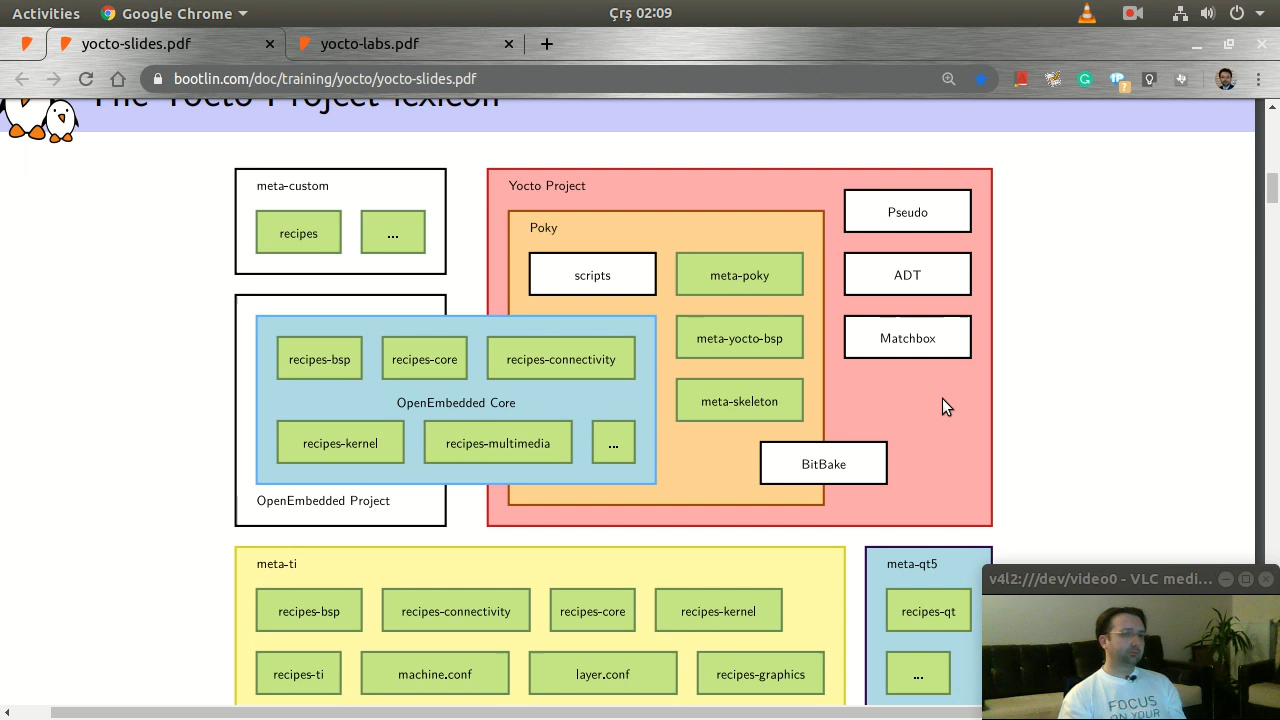 Activities Google Chrome Çrş 02:09
yocto-slides.pdf yocto-labs.pdf
bootlin.com/doc/training/yocto/yocto-slides.pdf
The Yocto Project lexicon
meta-custom
recipes ...
Yocto Project
Poky
scripts meta-poky
meta-yocto-bsp
meta-skeleton
Pseudo
ADT
Matchbox
BitBake
recipes-bsp recipes-core recipes-connectivity
OpenEmbedded Core
recipes-kernel recipes-multimedia ...
OpenEmbedded Project
meta-ti
recipes-bsp recipes-connectivity recipes-core recipes-kernel
recipes-ti machine.conf layer.conf recipes-graphics
meta-qt5
recipes-qt
...
v4l2:///dev/video0 - VLC medi...
FOCUS
ON YOUR